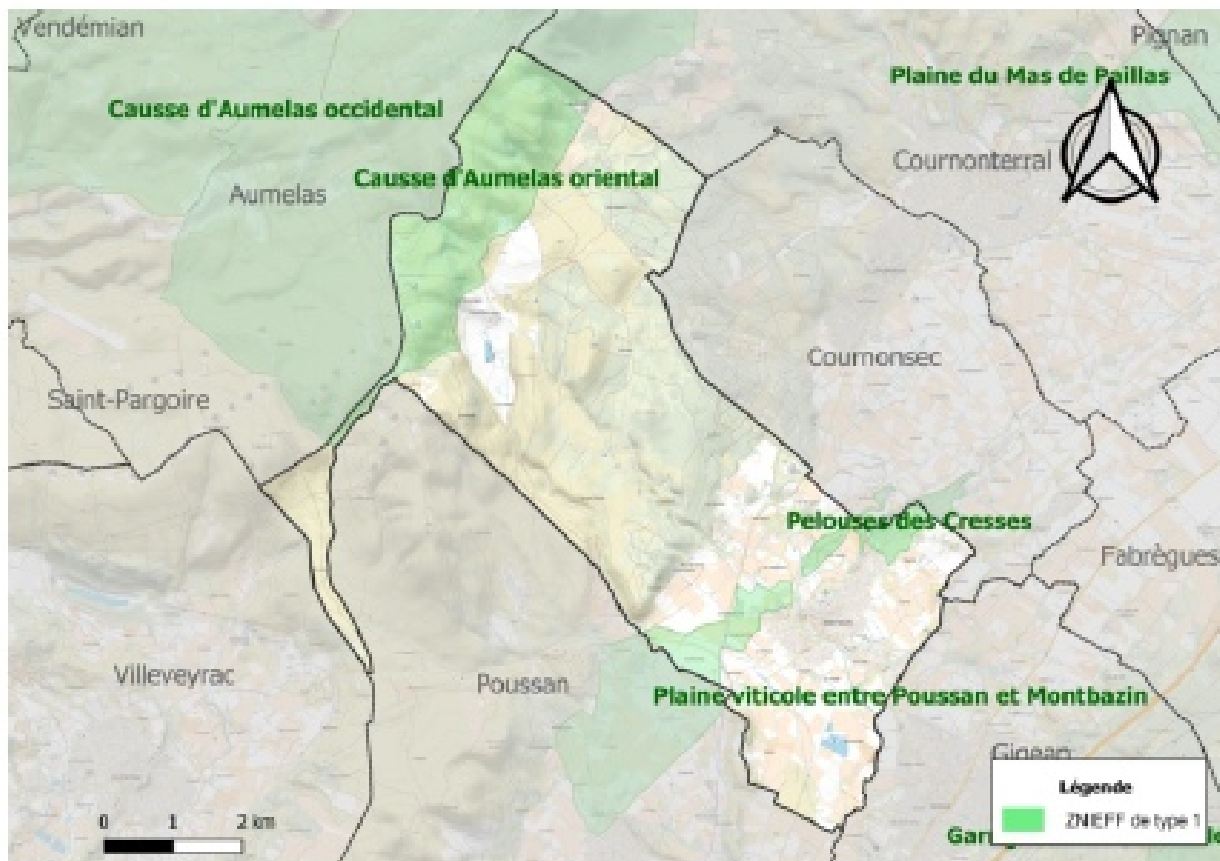 Vendémian
Pignan
Plaine du Mas de Paillas
Causse d'Aumelas occidental
Cournonterral
Causse d'Aumelas oriental
Aumelas
Cournonsec
Saint-Pargoire
Pelouses des Cresses
Fabrègues
Villeveyrac
Poussan
Plaine viticole entre Poussan et Montbazin
Gigean
Légende
ZNIEFF de type 1
0 1 2 km